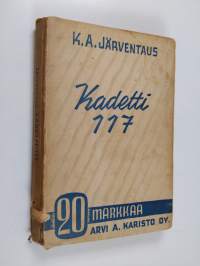 K. A. JÄRVENTAUS
Kadetti
117
20 MARKKAA
ARVI A. KARISTO OY.